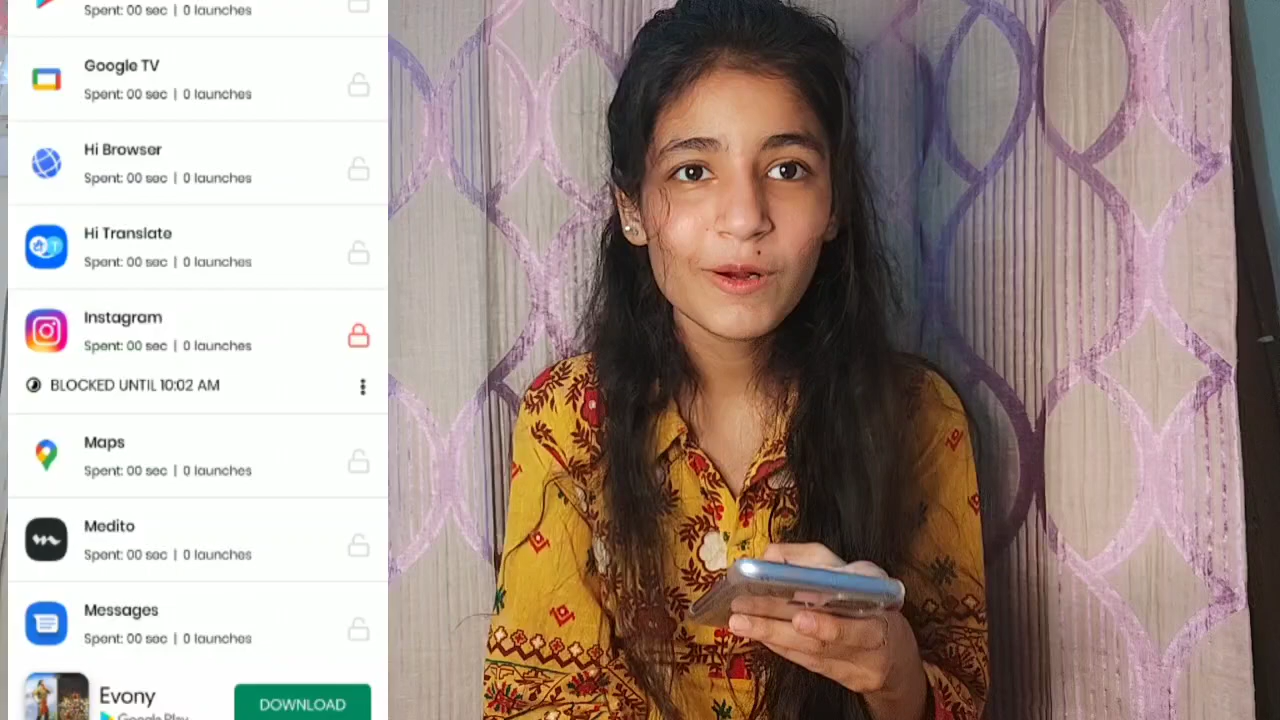 Spent: 00 sec | 0 launches
Google TV
Spent: 00 sec | 0 launches
Hi Browser
Spent: 00 sec | 0 launches
Hi Translate
Spent: 00 sec | 0 launches
Instagram
Spent: 00 sec | 0 launches
BLOCKED UNTIL 10:02 AM
Maps
Spent: 00 sec | 0 launches
Medito
Spent: 00 sec | 0 launches
Messages
Spent: 00 sec | 0 launches
Evony
Google Play
DOWNLOAD